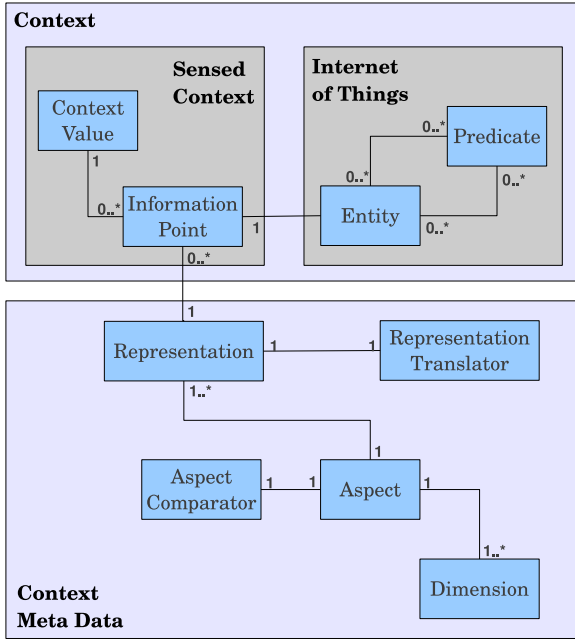 Context
Sensed
Context
Internet
of Things
Context
Value
Predicate
1
0..*
0..*
0..*
0..*
Information
Point
1
Entity
0..*
0..*
1
Representation
1
1
Representation
Translator
1..*
1
Aspect
Comparator
1
1
Aspect
1
1..*
Dimension
Context
Meta Data